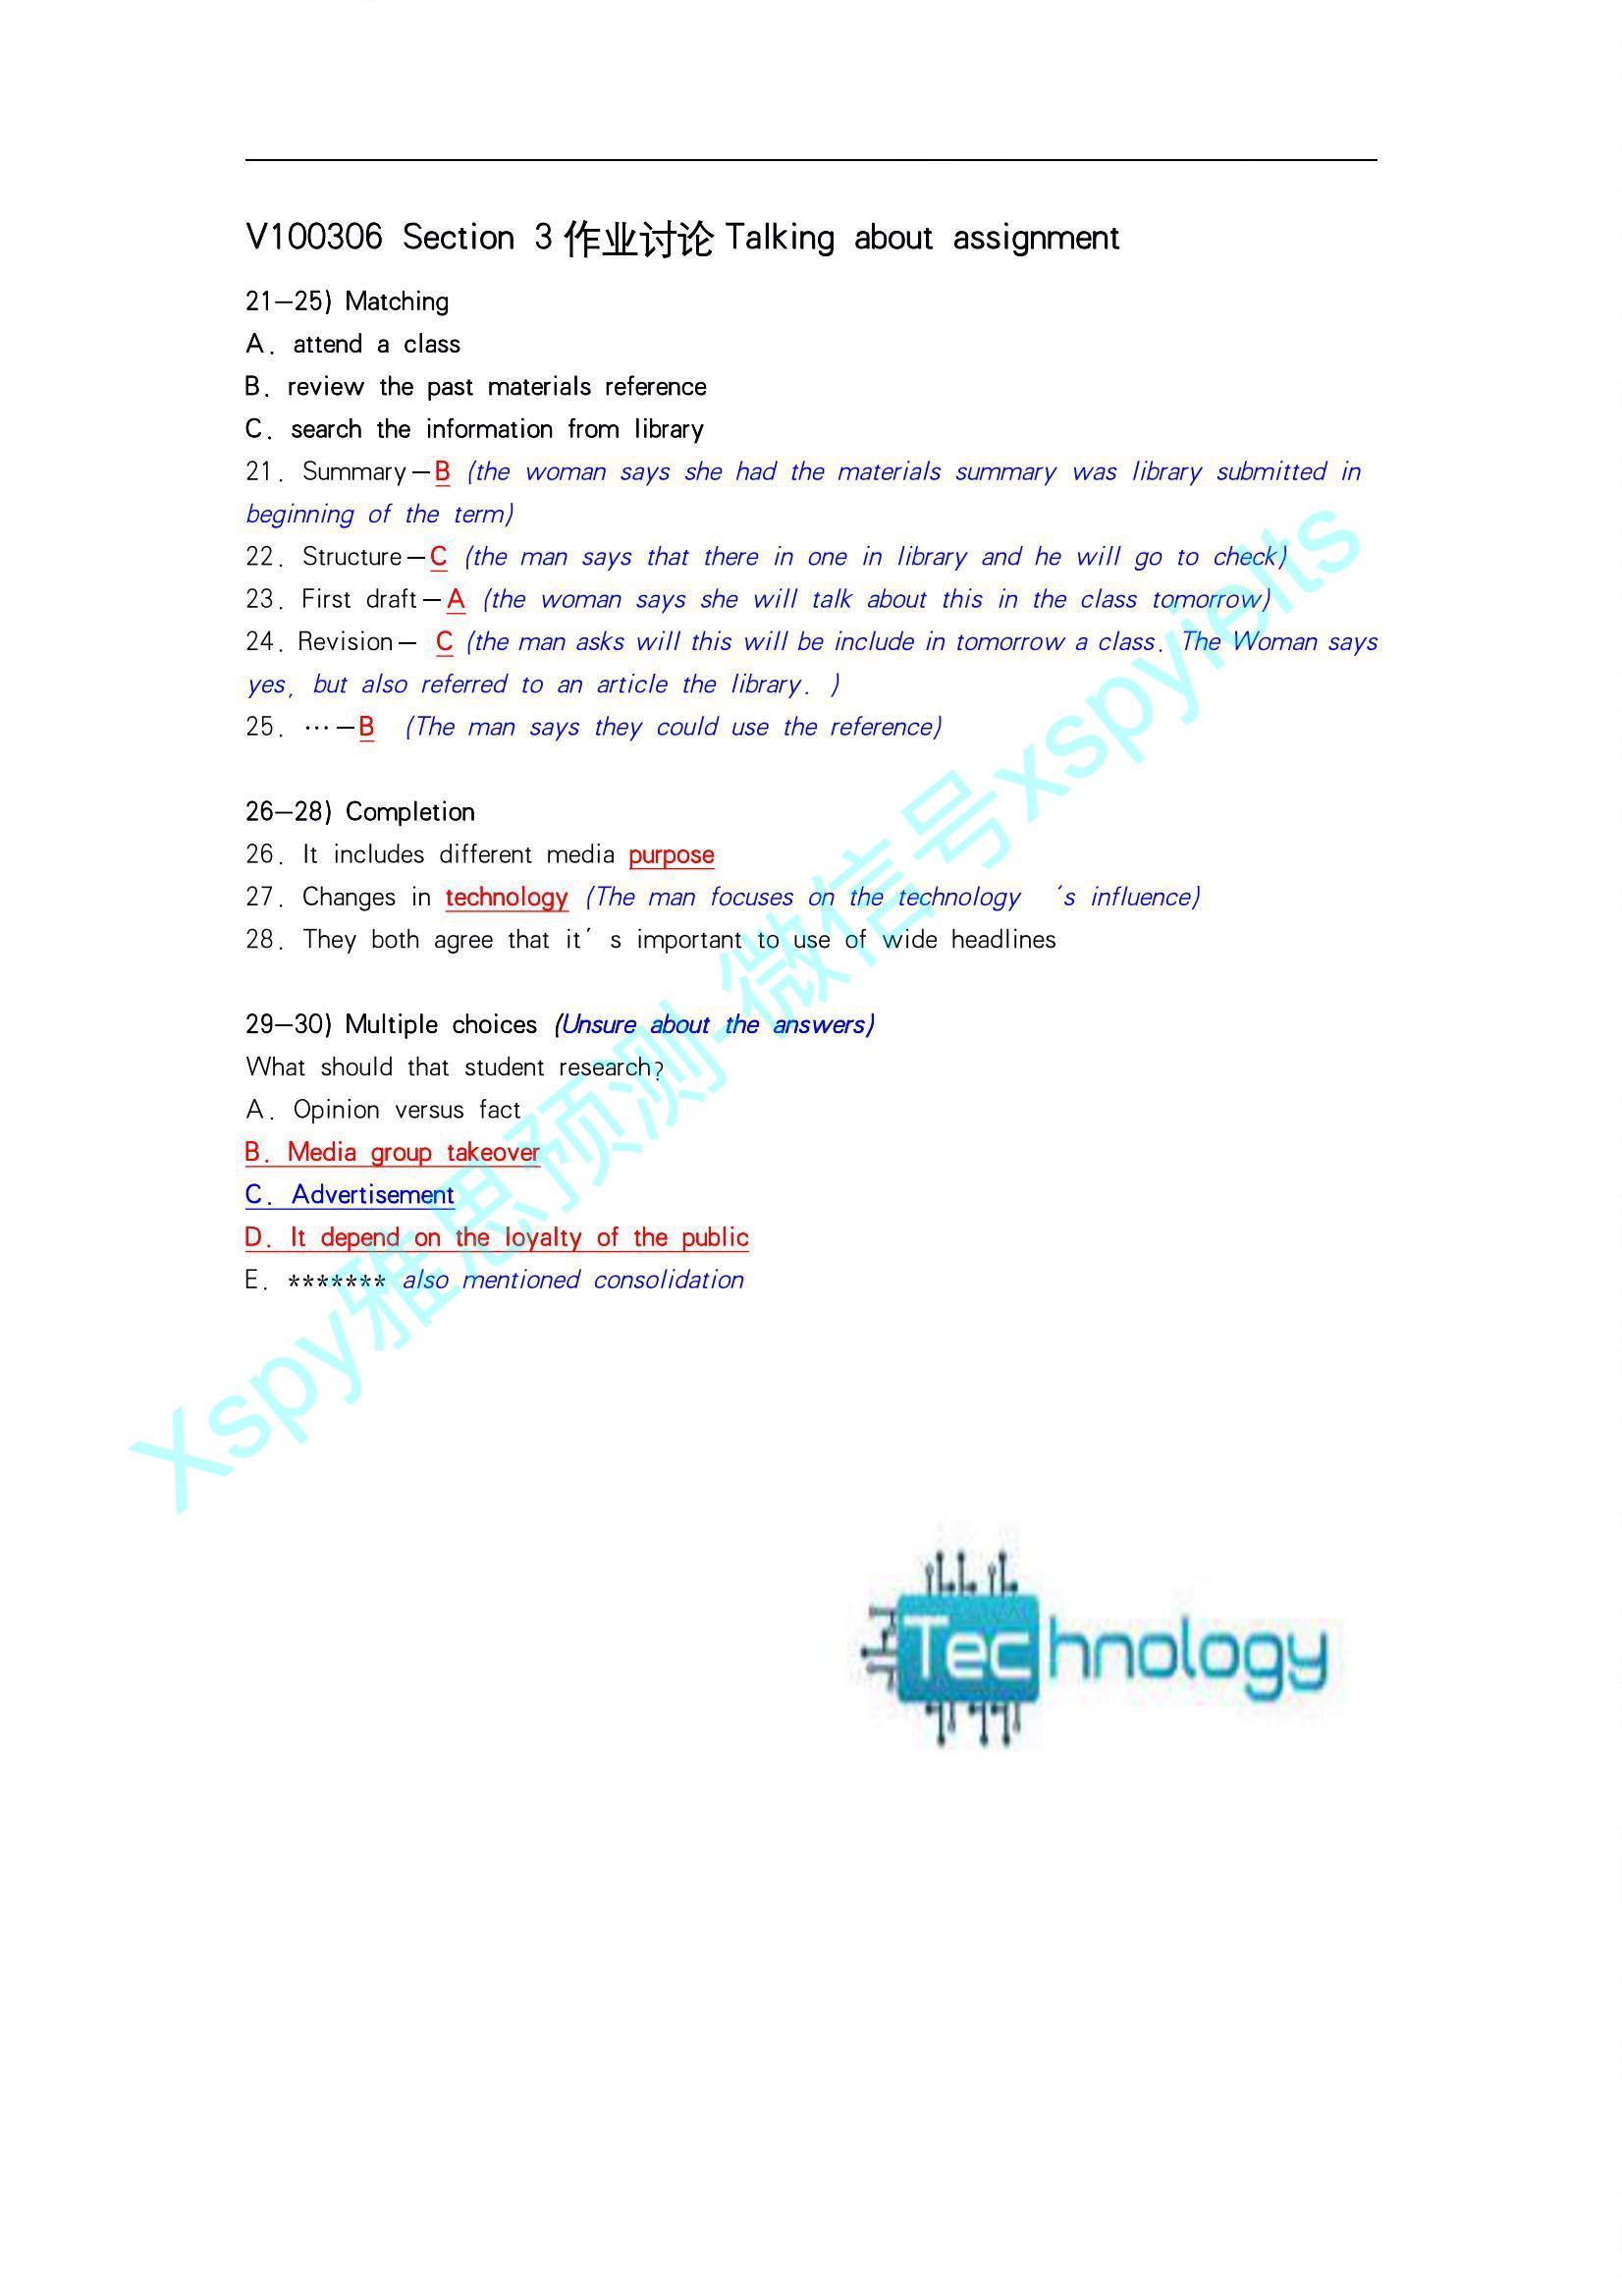 V100306 Section 3 作业讨论 Talking about assignment
21—25) Matching
A. attend a class
B. review the past materials reference
C. search the information from library
21. Summary—B (the woman says she had the materials summary was library submitted in
beginning of the term)
22. Structure—C (the man says that there in one in library and he will go to check)
23. First draft—A (the woman says she will talk about this in the class tomorrow)
24. Revision— C (the man asks will this will be include in tomorrow a class. The Woman says
yes, but also referred to an article the library. )
25. …—B (The man says they could use the reference)
26—28) Completion
26. It includes different media purpose
27. Changes in technology (The man focuses on the technology ´s influence)
28. They both agree that it´ s important to use of wide headlines
29—30) Multiple choices (Unsure about the answers)
What should that student research?
A. Opinion versus fact
B. Media group takeover
C. Advertisement
D. It depend on the loyalty of the public
E. ******* also mentioned consolidation
Xspy雅思预测-微信号xspyielts
Technology